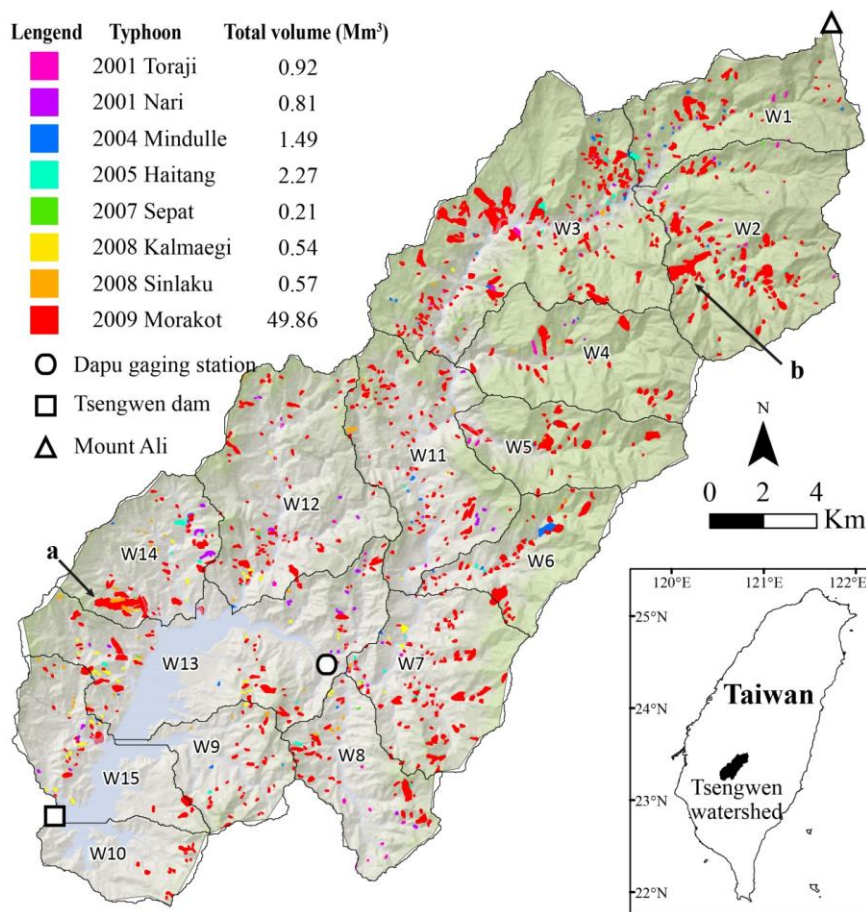 Lengend Typhoon Total volume (Mm³)
2001 Toraji 0.92
2001 Nari 0.81
2004 Mindulle 1.49
2005 Haitang 2.27
2007 Sepat 0.21
2008 Kalmaegi 0.54
2008 Sinlaku 0.57
2009 Morakot 49.86
Dapu gaging station
Tsengwen dam
Mount Ali
W1
W2
W3
b
W4
W5
W11
W12
W6
W14
a
W13
W7
W9
W8
W15
W10
N
0 2 4
Km
120°E 121°E 122°E
25°N
24°N
23°N
22°N
Taiwan
Tsengwen
watershed